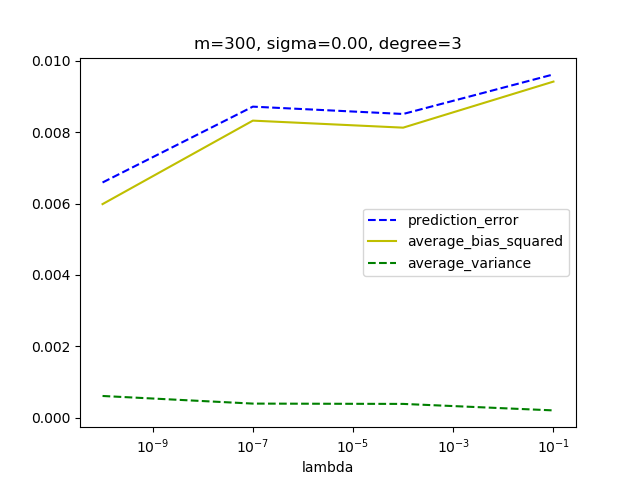 m=300, sigma=0.00, degree=3
0.010
0.008
0.006
0.004
0.002
0.000
prediction_error
average_bias_squared
average_variance
10⁻⁹ 10⁻⁷ 10⁻⁵ 10⁻³ 10⁻¹
lambda